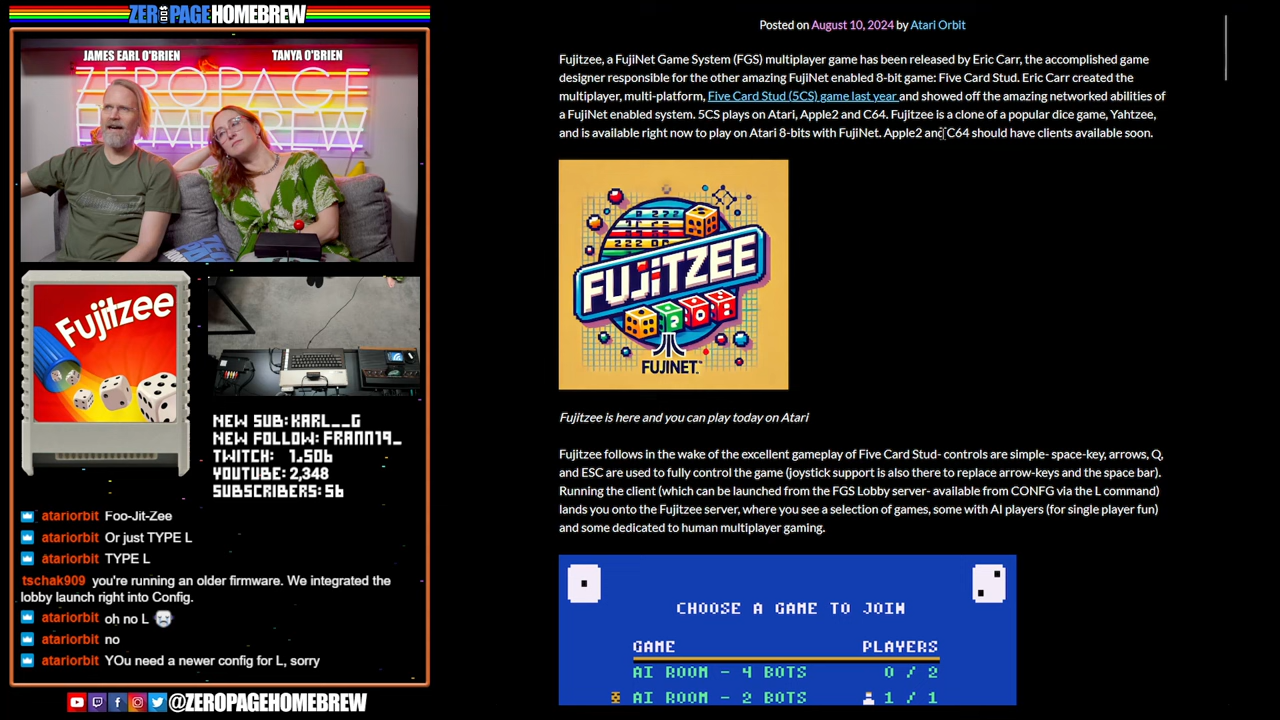 ZERO PAGE HOMEBREW
JAMES EARL O'BRIEN
TANYA O'BRIEN
ZEROPAGE
HOMEBREW
Fujitzee
NEW SUB: KARL__G
NEW FOLLOW: FRANN19_
TWITCH: 1,506
YOUTUBE: 2,348
SUBSCRIBERS: 56
atariorbit Foo-Jit-Zee
atariorbit Or just TYPE L
atariorbit TYPE L
tschak909 you're running an older firmware. We integrated the
lobby launch right into Config.
atariorbit oh no L
atariorbit no
atariorbit YOu need a newer config for L, sorry
@ZEROPAGEHOMEBREW
Posted on August 10, 2024 by Atari Orbit
Fujitzee, a FujiNet Game System (FGS) multiplayer game has been released by Eric Carr, the accomplished game
designer responsible for the other amazing FujiNet enabled 8-bit game: Five Card Stud. Eric Carr created the
multiplayer, multi-platform, Five Card Stud (5CS) game last year and showed off the amazing networked abilities of
a FujiNet enabled system. 5CS plays on Atari, Apple2 and C64. Fujitzee is a clone of a popular dice game, Yahtzee,
and is available right now to play on Atari 8-bits with FujiNet. Apple2 and C64 should have clients available soon.
FUJITZEE
FUJINET
Fujitzee is here and you can play today on Atari
Fujitzee follows in the wake of the excellent gameplay of Five Card Stud- controls are simple- space-key, arrows, Q,
and ESC are used to fully control the game (joystick support is also there to replace arrow-keys and the space bar).
Running the client (which can be launched from the FGS Lobby server- available from CONFG via the L command)
lands you onto the Fujitzee server, where you see a selection of games, some with AI players (for single player fun)
and some dedicated to human multiplayer gaming.
CHOOSE A GAME TO JOIN
GAME PLAYERS
AI ROOM - 4 BOTS 0 / 2
AI ROOM - 2 BOTS 1 / 1